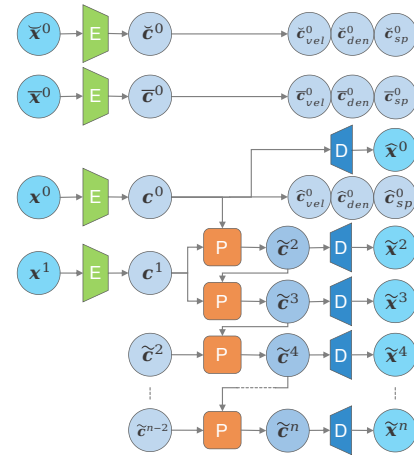 x̆⁰ E c̆⁰ c̆⁰_vel c̆⁰_den c̆⁰_sp
x̅⁰ E c̅⁰ c̅⁰_vel c̅⁰_den c̅⁰_sp
D x̂⁰
x⁰ E c⁰ ĉ⁰_vel ĉ⁰_den ĉ⁰_sp
P c̃² D x̃²
x¹ E c¹
P c̃³ D x̃³
c̃² P c̃⁴ D x̃⁴
c̃ⁿ⁻² P c̃ⁿ D x̃ⁿ